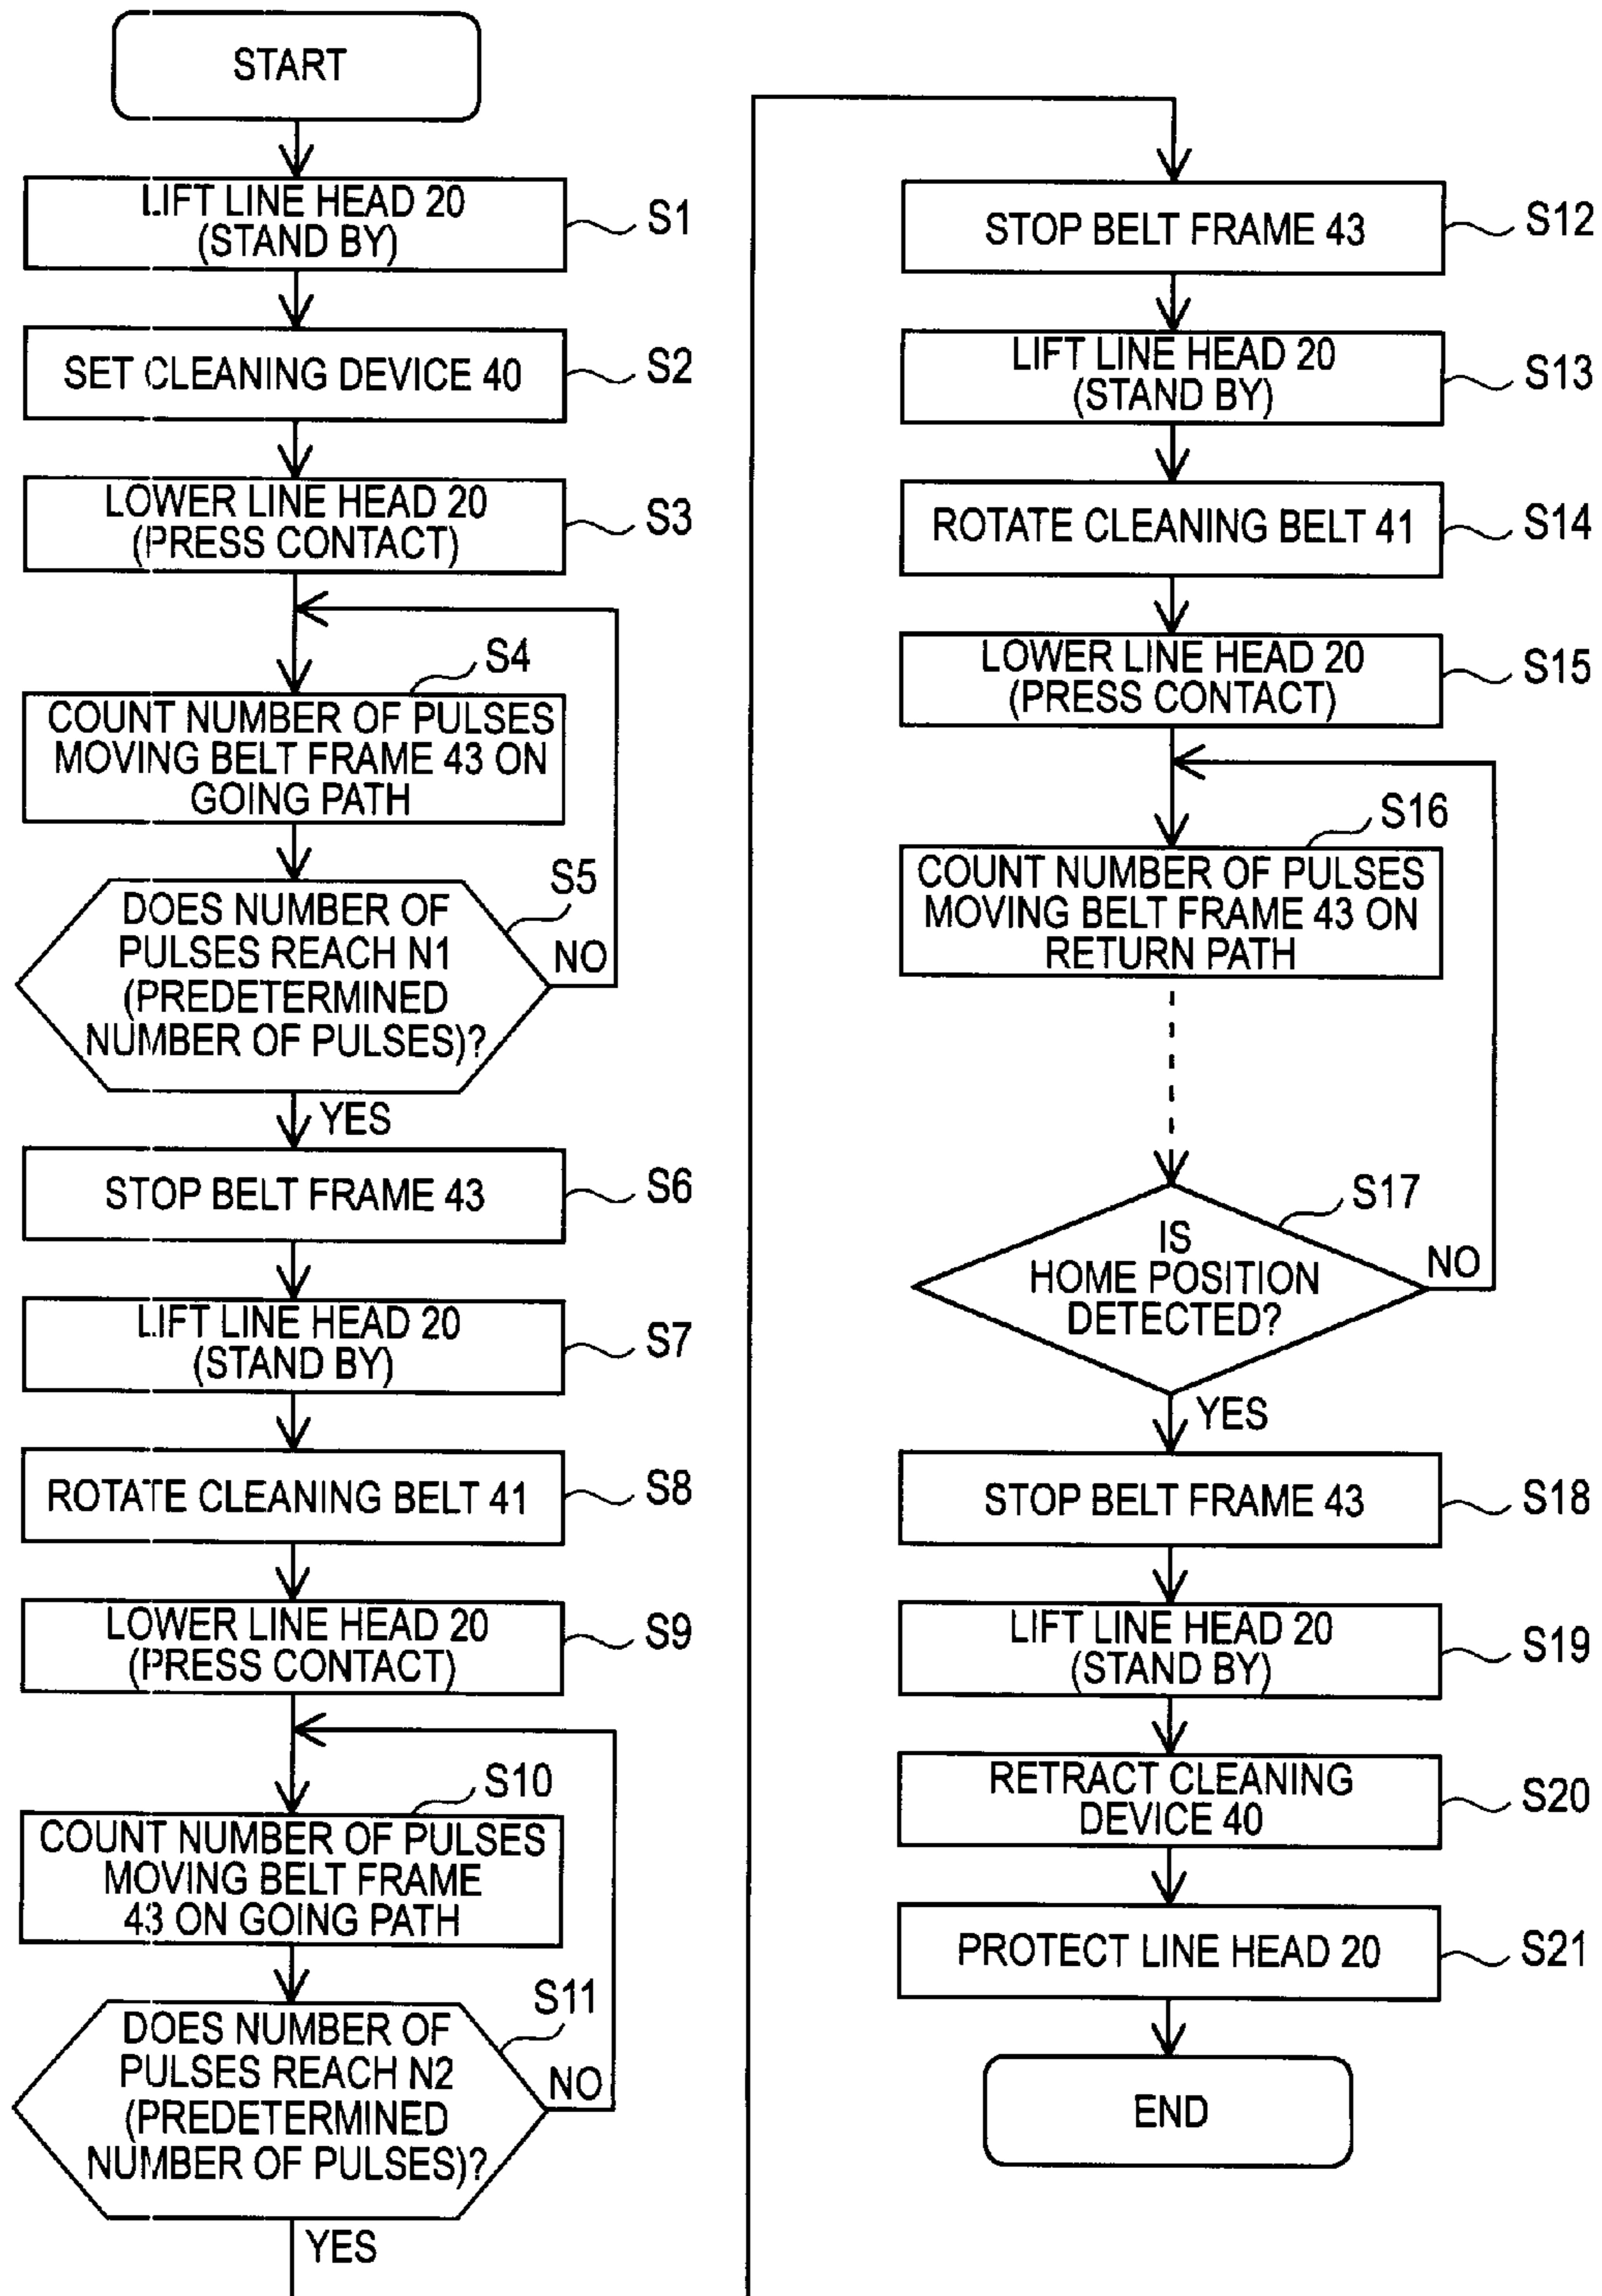 START
LIFT LINE HEAD 20
(STAND BY)
S1
SET CLEANING DEVICE 40
S2
LOWER LINE HEAD 20
(PRESS CONTACT)
S3
S4
COUNT NUMBER OF PULSES
MOVING BELT FRAME 43 ON
GOING PATH
S5
DOES NUMBER OF
PULSES REACH N1
(PREDETERMINED
NUMBER OF PULSES)?
NO
YES
STOP BELT FRAME 43
S6
LIFT LINE HEAD 20
(STAND BY)
S7
ROTATE CLEANING BELT 41
S8
LOWER LINE HEAD 20
(PRESS CONTACT)
S9
S10
COUNT NUMBER OF PULSES
MOVING BELT FRAME
43 ON GOING PATH
S11
DOES NUMBER OF
PULSES REACH N2
(PREDETERMINED
NUMBER OF PULSES)?
NO
YES
STOP BELT FRAME 43
S12
LIFT LINE HEAD 20
(STAND BY)
S13
ROTATE CLEANING BELT 41
S14
LOWER LINE HEAD 20
(PRESS CONTACT)
S15
S16
COUNT NUMBER OF PULSES
MOVING BELT FRAME 43 ON
RETURN PATH
S17
IS
HOME POSITION
DETECTED?
NO
YES
STOP BELT FRAME 43
S18
LIFT LINE HEAD 20
(STAND BY)
S19
RETRACT CLEANING
DEVICE 40
S20
PROTECT LINE HEAD 20
S21
END